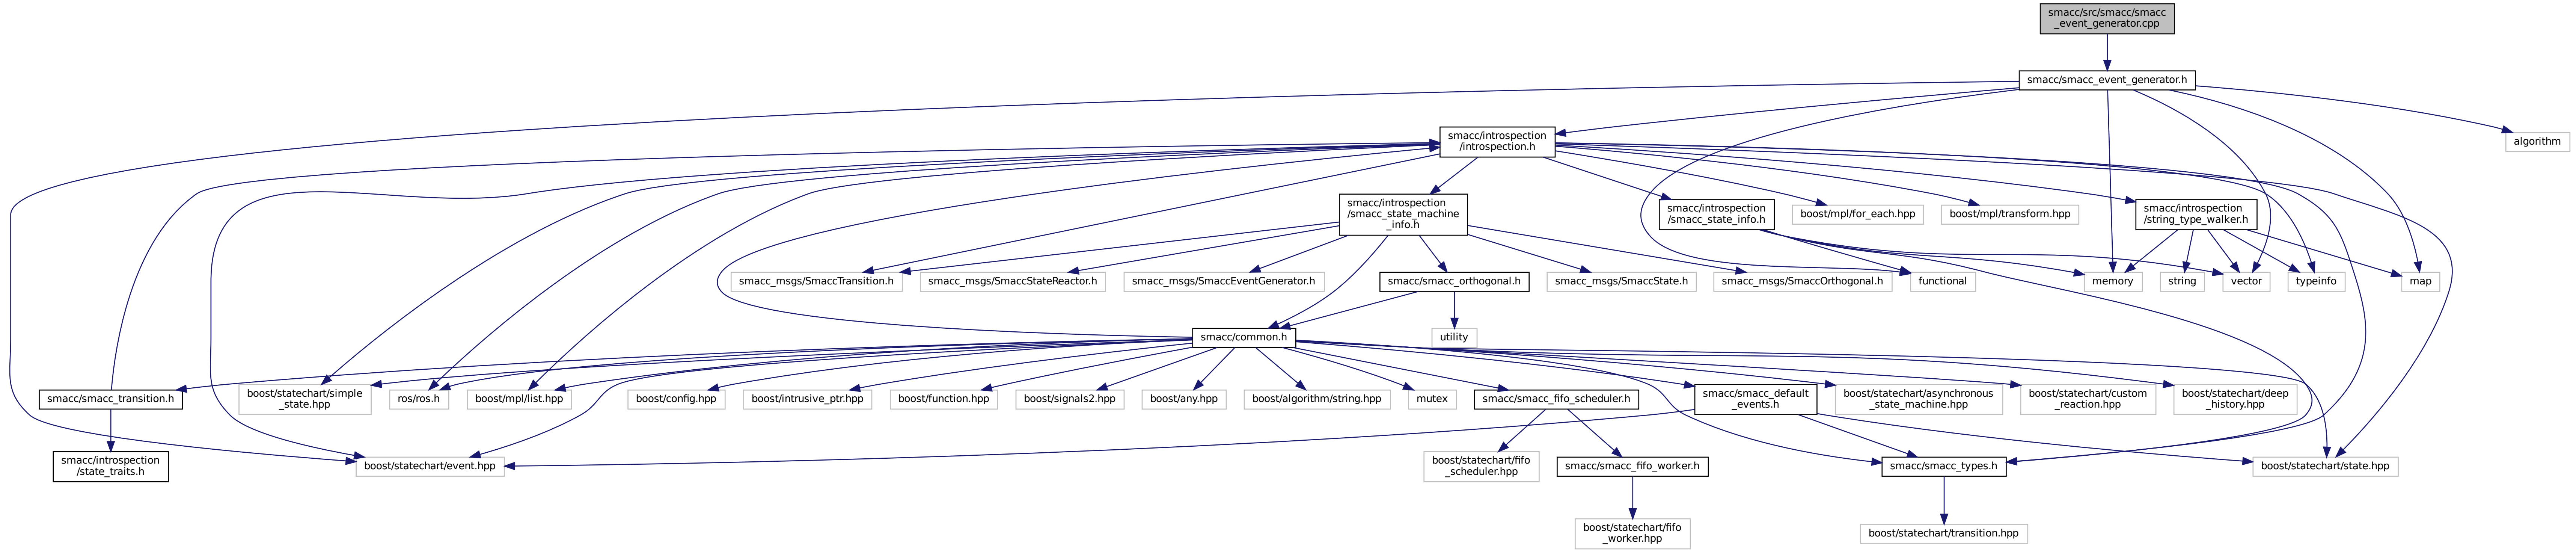 smacc/src/smacc/smacc
_event_generator.cpp
smacc/smacc_event_generator.h
smacc/introspection
/introspection.h
algorithm
smacc/introspection
/smacc_state_machine
_info.h
smacc/introspection
/smacc_state_info.h
boost/mpl/for_each.hpp
boost/mpl/transform.hpp
smacc/introspection
/string_type_walker.h
smacc_msgs/SmaccTransition.h
smacc_msgs/SmaccStateReactor.h
smacc_msgs/SmaccEventGenerator.h
smacc/smacc_orthogonal.h
smacc_msgs/SmaccState.h
smacc_msgs/SmaccOrthogonal.h
functional
memory
string
vector
typeinfo
map
smacc/common.h
utility
smacc/smacc_transition.h
boost/statechart/simple
_state.hpp
ros/ros.h
boost/mpl/list.hpp
boost/config.hpp
boost/intrusive_ptr.hpp
boost/function.hpp
boost/signals2.hpp
boost/any.hpp
boost/algorithm/string.hpp
mutex
smacc/smacc_fifo_scheduler.h
smacc/smacc_default
_events.h
boost/statechart/asynchronous
_state_machine.hpp
boost/statechart/custom
_reaction.hpp
boost/statechart/deep
_history.hpp
smacc/introspection
/state_traits.h
boost/statechart/event.hpp
boost/statechart/fifo
_scheduler.hpp
smacc/smacc_fifo_worker.h
smacc/smacc_types.h
boost/statechart/state.hpp
boost/statechart/fifo
_worker.hpp
boost/statechart/transition.hpp